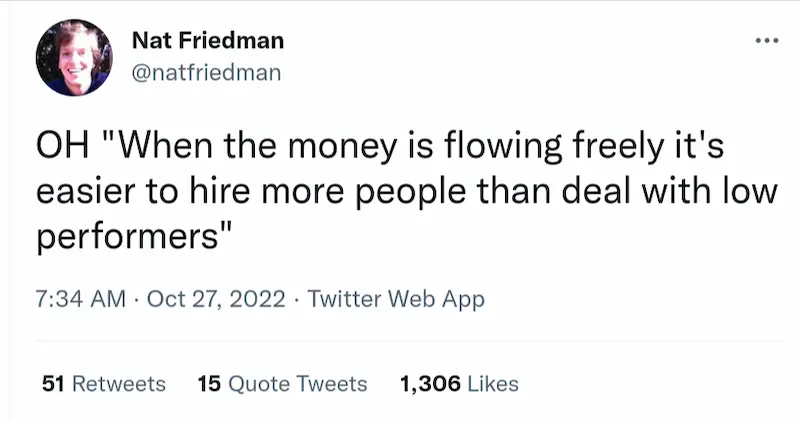 Nat Friedman
@natfriedman
OH "When the money is flowing freely it's
easier to hire more people than deal with low
performers"
7:34 AM · Oct 27, 2022 · Twitter Web App
51 Retweets 15 Quote Tweets 1,306 Likes